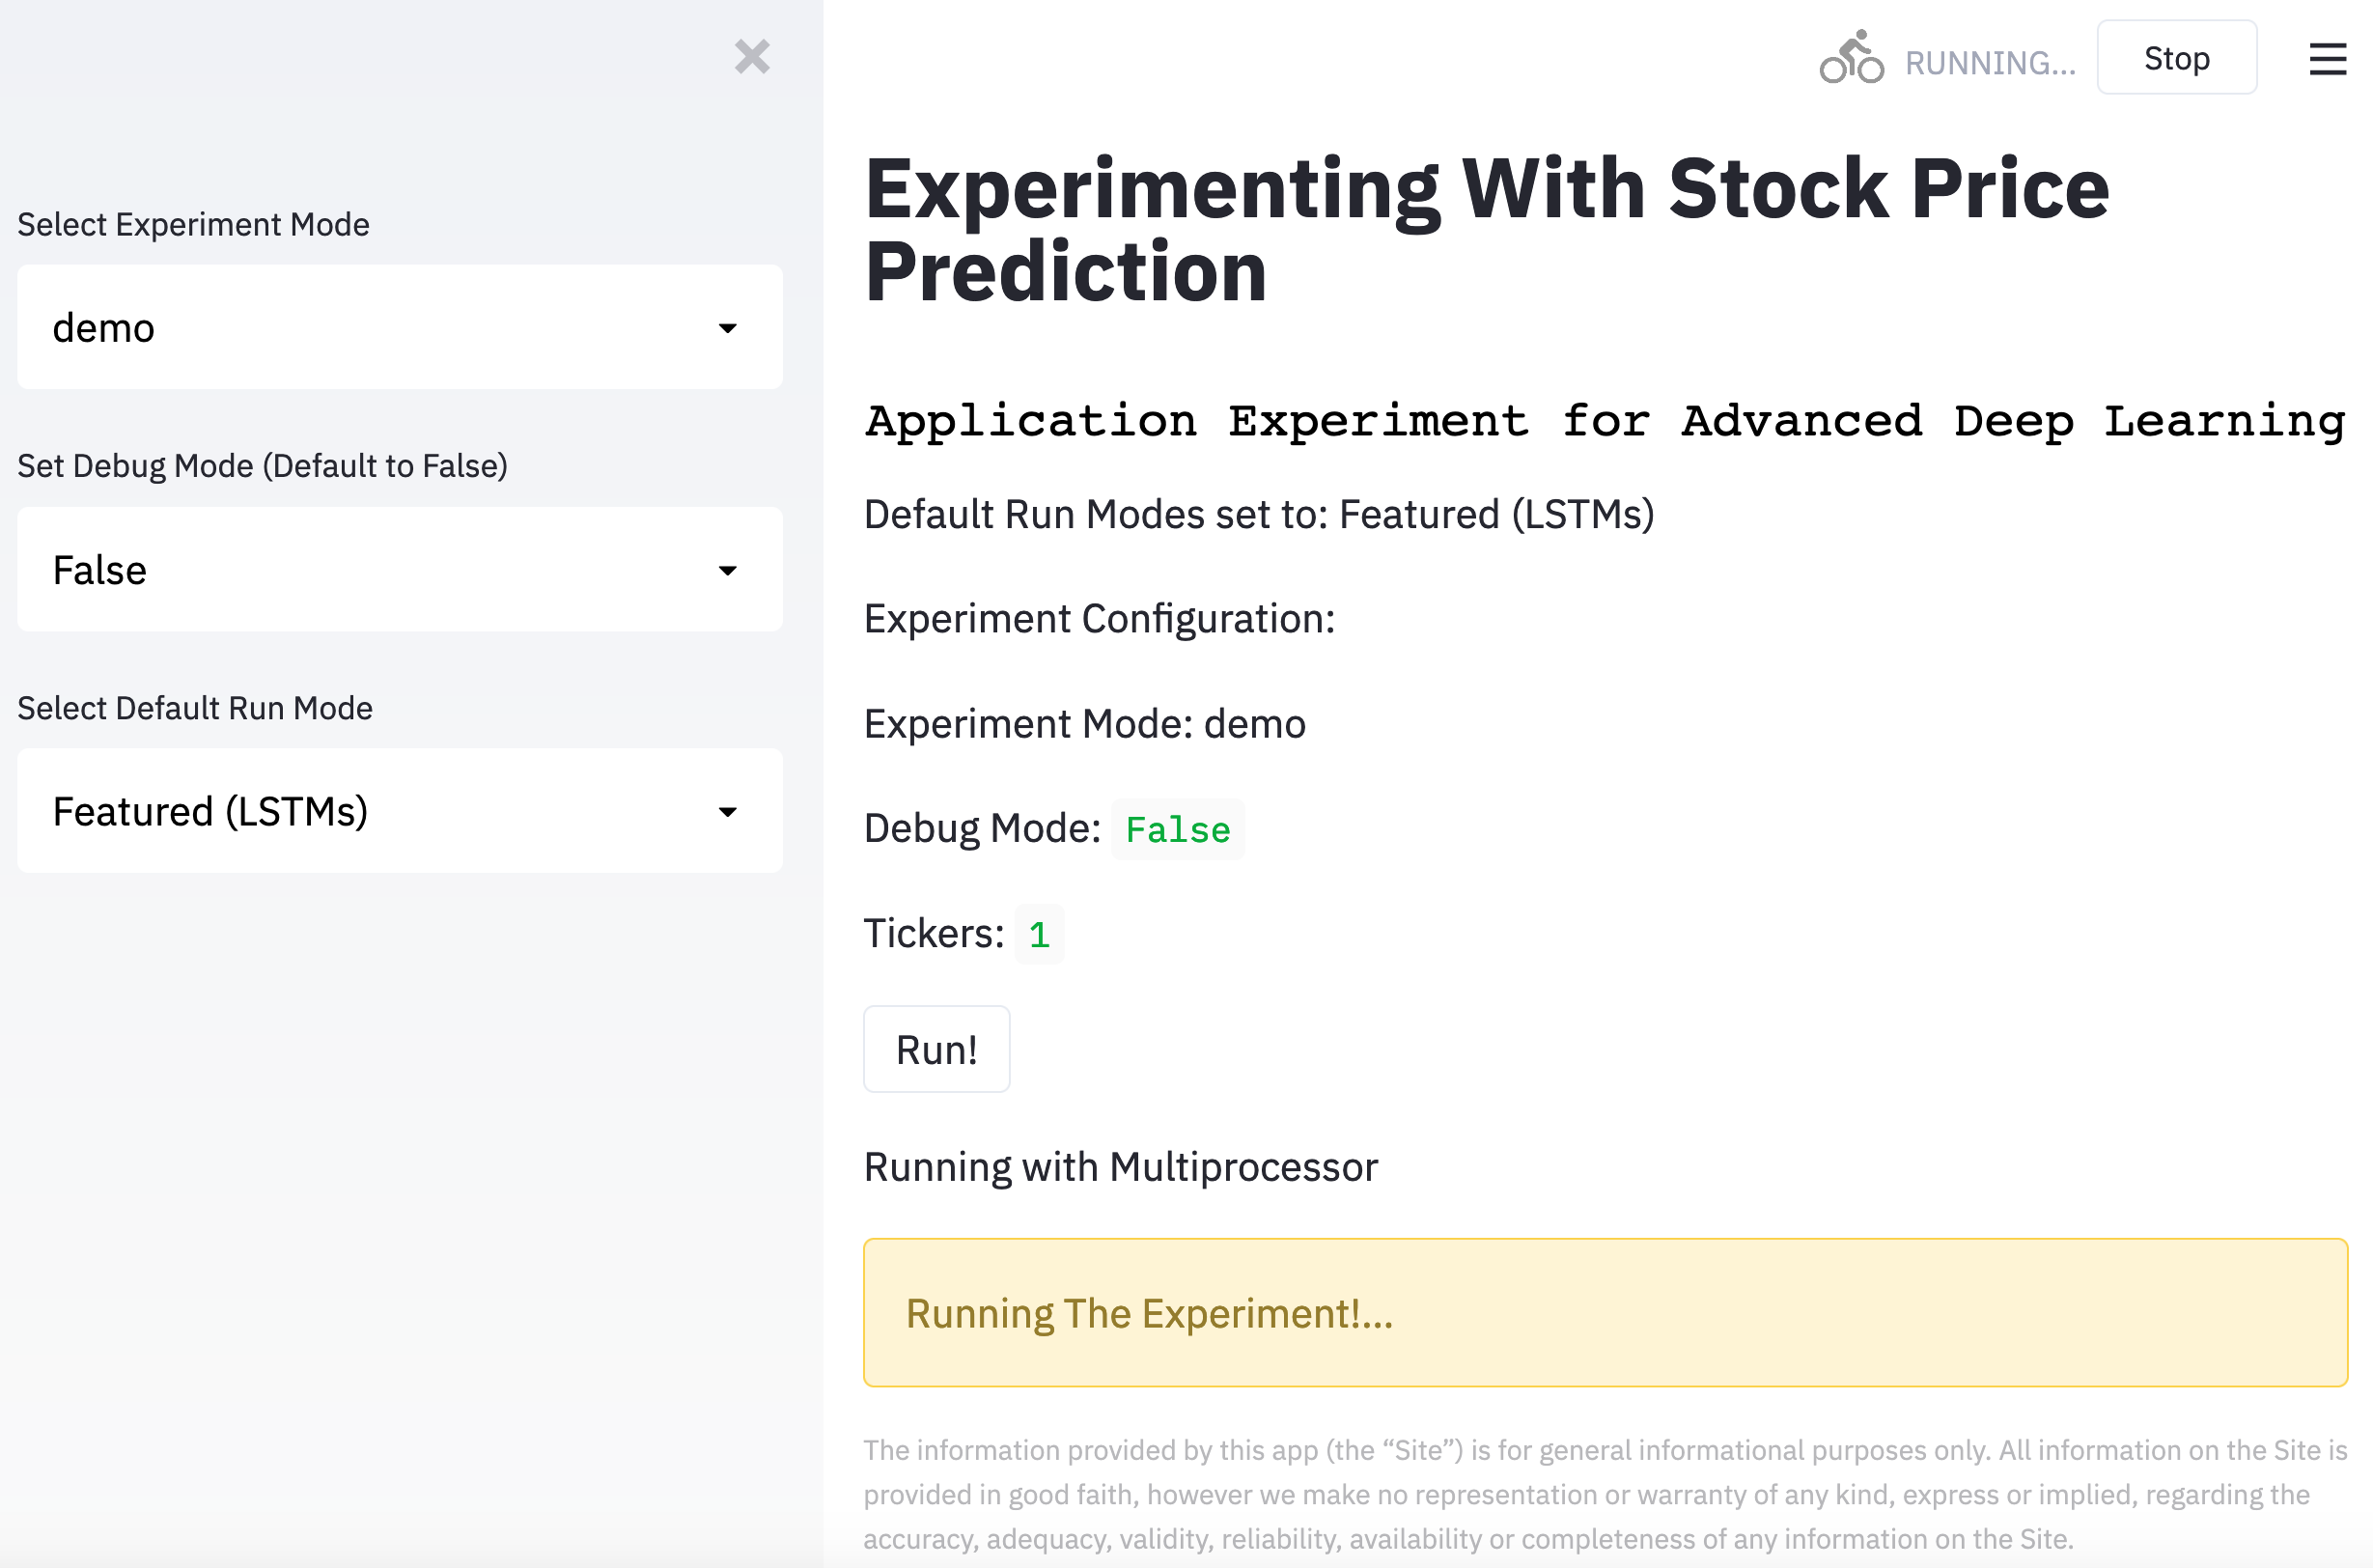 Select Experiment Mode
demo
Set Debug Mode (Default to False)
False
Select Default Run Mode
Featured (LSTMs)
RUNNING...
Stop
Experimenting With Stock Price
Prediction
Application Experiment for Advanced Deep Learning
Default Run Modes set to: Featured (LSTMs)
Experiment Configuration:
Experiment Mode: demo
Debug Mode: False
Tickers: 1
Run!
Running with Multiprocessor
Running The Experiment!...
The information provided by this app (the “Site”) is for general informational purposes only. All information on the Site is
provided in good faith, however we make no representation or warranty of any kind, express or implied, regarding the
accuracy, adequacy, validity, reliability, availability or completeness of any information on the Site.